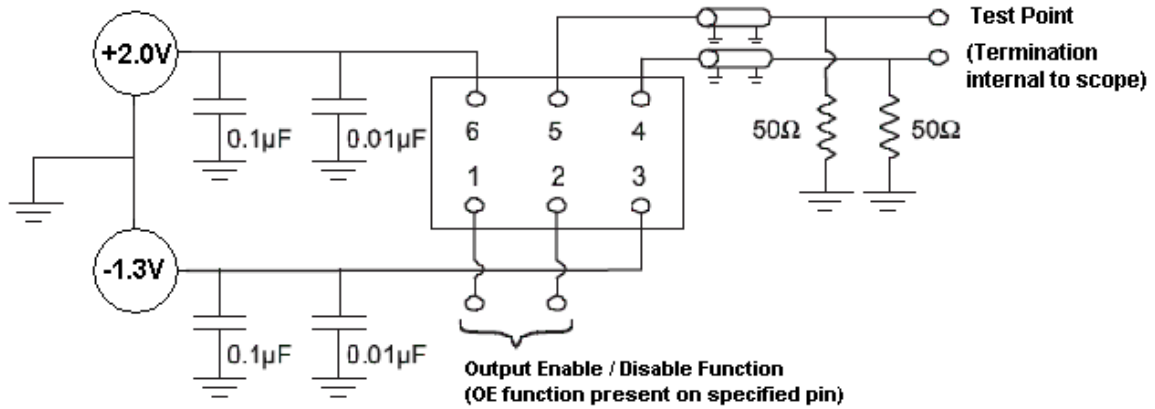 +2.0V
0.1µF
0.01µF
6
5
4
1
2
3
Test Point
(Termination
internal to scope)
50Ω
50Ω
-1.3V
0.1µF
0.01µF
Output Enable / Disable Function
(OE function present on specified pin)